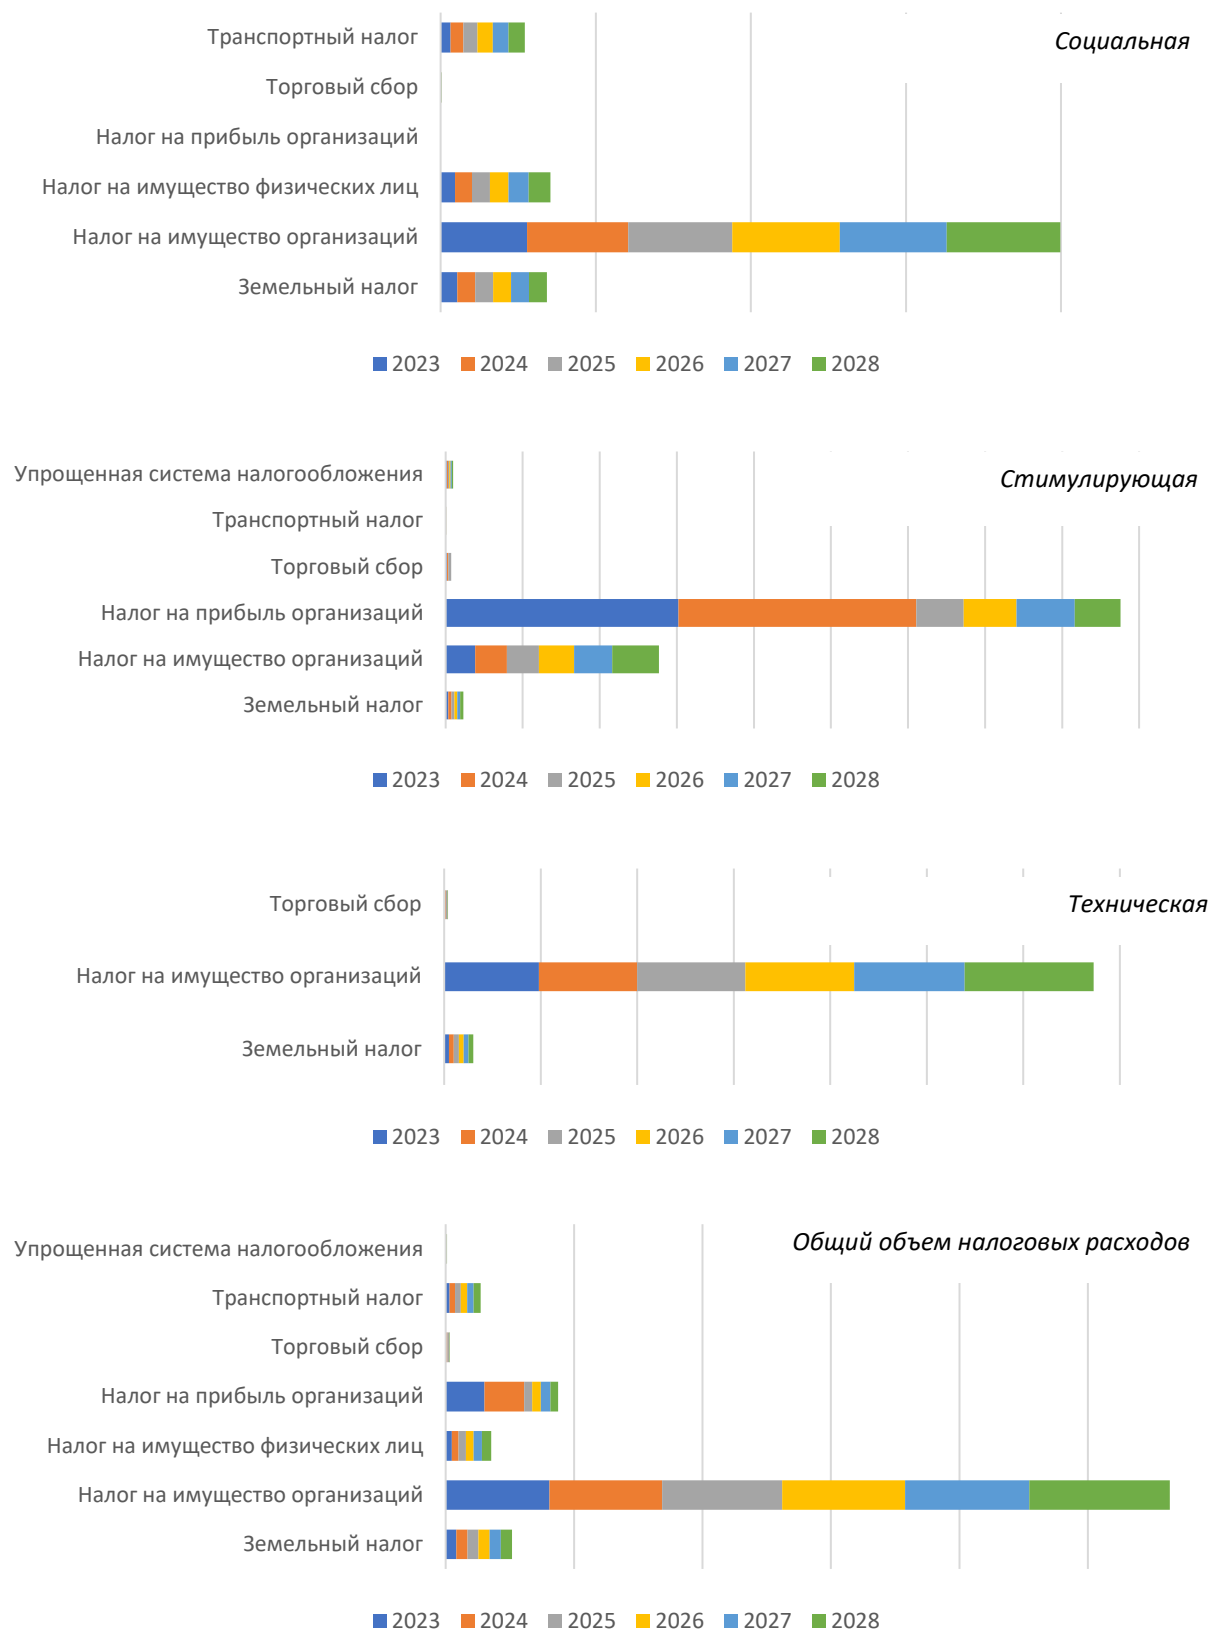 Транспортный налог
Социальная
Торговый сбор
Налог на прибыль организаций
Налог на имущество физических лиц
Налог на имущество организаций
Земельный налог
2023 2024 2025 2026 2027 2028
Упрощенная система налогообложения
Стимулирующая
Транспортный налог
Торговый сбор
Налог на прибыль организаций
Налог на имущество организаций
Земельный налог
2023 2024 2025 2026 2027 2028
Торговый сбор
Техническая
Налог на имущество организаций
Земельный налог
2023 2024 2025 2026 2027 2028
Упрощенная система налогообложения
Общий объем налоговых расходов
Транспортный налог
Торговый сбор
Налог на прибыль организаций
Налог на имущество физических лиц
Налог на имущество организаций
Земельный налог
2023 2024 2025 2026 2027 2028